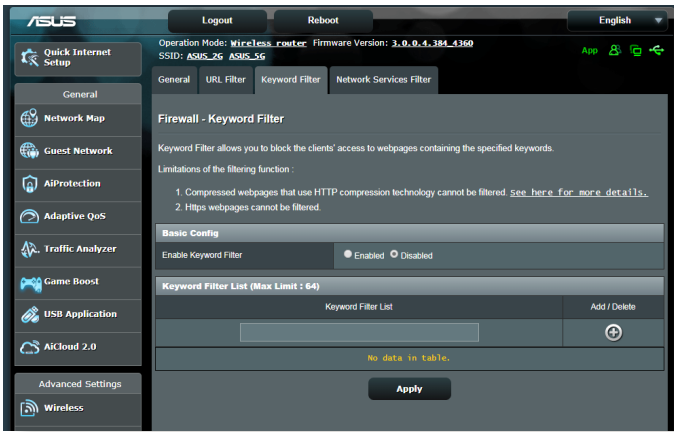 ASUS
Logout
Reboot
English
Operation Mode: Wireless router Firmware Version: 3.0.0.4.384_4360
SSID: ASUS_2G ASUS_5G
App
Quick Internet
Setup
General
Network Map
Guest Network
AiProtection
Adaptive QoS
Traffic Analyzer
Game Boost
USB Application
AiCloud 2.0
Advanced Settings
Wireless
General
URL Filter
Keyword Filter
Network Services Filter
Firewall - Keyword Filter
Keyword Filter allows you to block the clients' access to webpages containing the specified keywords.
Limitations of the filtering function :
1. Compressed webpages that use HTTP compression technology cannot be filtered. See here for more details.
2. Https webpages cannot be filtered.
Basic Config
Enable Keyword Filter
Enabled Disabled
Keyword Filter List (Max Limit : 64)
Keyword Filter List
Add / Delete
No data in table.
Apply